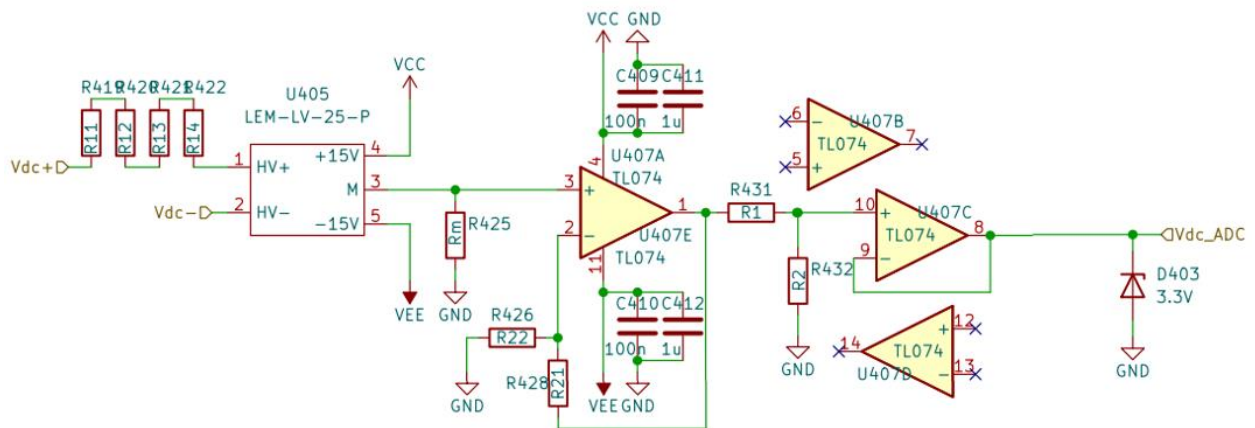 VCC GND
R419 R420 R421 R422
VCC
C409 C411
U405
LEM-LV-25-P
R11
R12
R13
R14
100n 1u
6
−
U407B
7
TL074
5
+
Vdc+
1 HV+
+15V 4
U407A
4
TL074
M 3
3
+
R431
1
R1
10
+
U407C
Vdc-
2 HV-
−15V 5
Rm
R425
2
−
U407E
TL074
TL074
8
Vdc_ADC
9
−
11
R2
R432
D403
3.3V
VEE
GND
C410 C412
R426
R22
100n 1u
12
+
14
TL074
GND
R428
R21
13
−
U407D
GND
GND
VEE GND